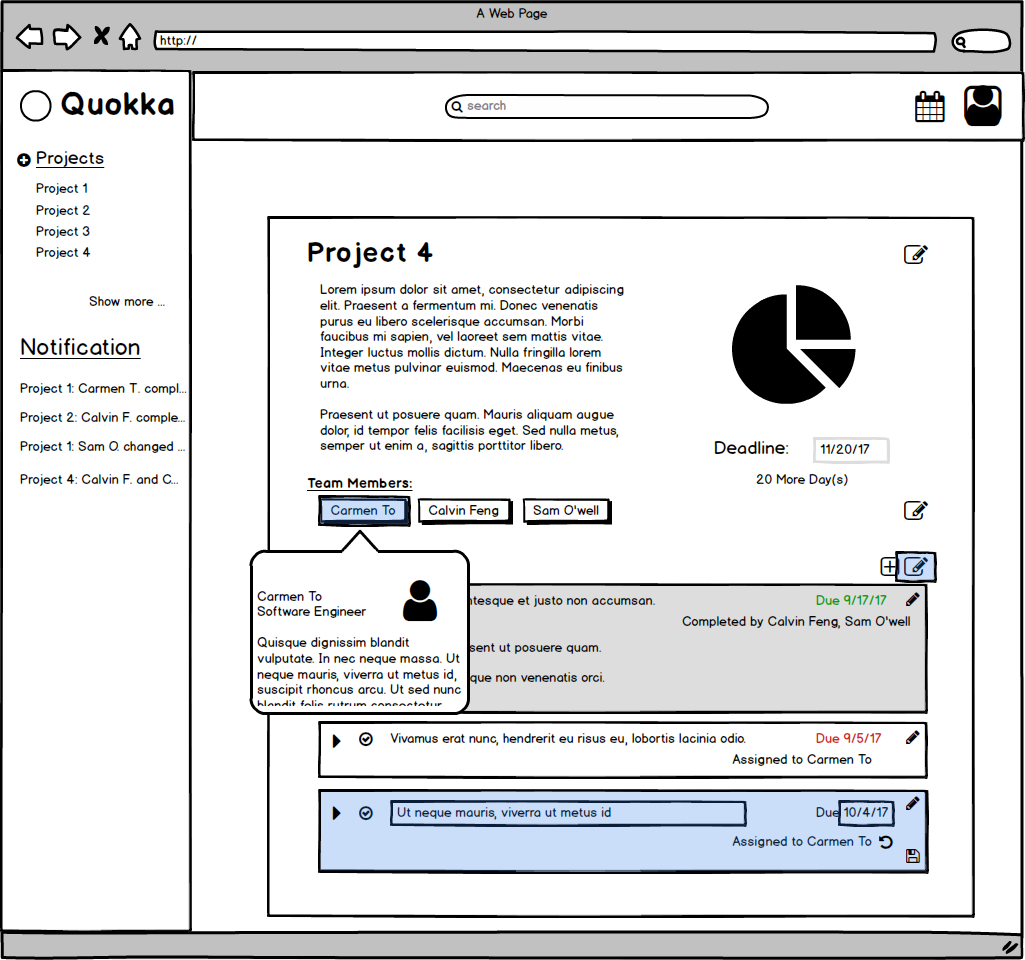 A Web Page
http://
Quokka
search
Projects
Project 1
Project 2
Project 3
Project 4
Show more ...
Notification
Project 1: Carmen T. compl...
Project 2: Calvin F. comple...
Project 1: Sam O. changed ...
Project 4: Calvin F. and C...
Project 4
Lorem ipsum dolor sit amet, consectetur adipiscing
elit. Praesent a fermentum mi. Donec venenatis
purus eu libero scelerisque accumsan. Morbi
faucibus mi sapien, vel laoreet sem mattis vitae.
Integer luctus mollis dictum. Nulla fringilla lorem
vitae metus pulvinar euismod. Maecenas eu finibus
urna.
Praesent ut posuere quam. Mauris aliquam augue
dolor, id tempor felis facilisis eget. Sed nulla metus,
semper ut enim a, sagittis porttitor libero.
Deadline: 11/20/17
20 More Day(s)
Team Members:
Carmen To Calvin Feng Sam O'well
Carmen To
Software Engineer
Quisque dignissim blandit
vulputate. In nec neque massa. Ut
neque mauris, viverra ut metus id,
suscipit rhoncus arcu. Ut sed nunc
blandit felis rutrum consectetur
ntesque et justo non accumsan. Due 9/17/17
Completed by Calvin Feng, Sam O'well
sent ut posuere quam.
que non venenatis orci.
Vivamus erat nunc, hendrerit eu risus eu, lobortis lacinia odio. Due 9/5/17
Assigned to Carmen To
Ut neque mauris, viverra ut metus id Due 10/4/17
Assigned to Carmen To